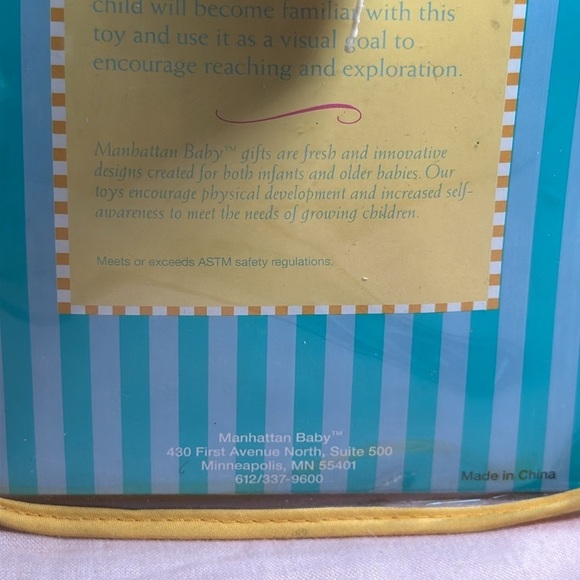 child will become familiar with this
toy and use it as a visual goal to
encourage reaching and exploration.
Manhattan Baby™ gifts are fresh and innovative
designs created for both infants and older babies. Our
toys encourage physical development and increased self-
awareness to meet the needs of growing children.
Meets or exceeds ASTM safety regulations.
Manhattan Baby™
430 First Avenue North, Suite 500
Minneapolis, MN 55401
612/337-9600
Made in China